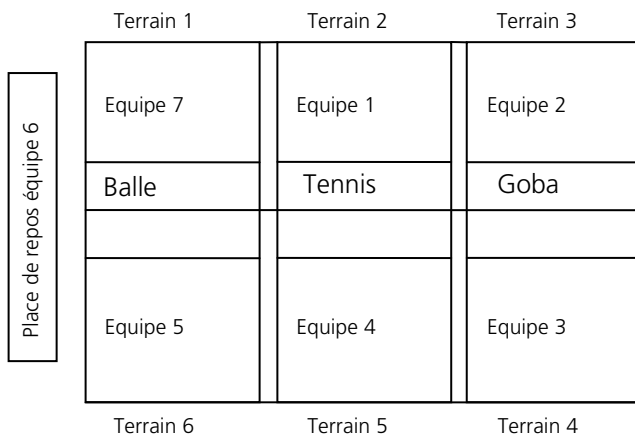 Terrain 1 Terrain 2 Terrain 3
Place de repos équipe 6
Equipe 7 Equipe 1 Equipe 2
Balle Tennis Goba
Equipe 5 Equipe 4 Equipe 3
Terrain 6 Terrain 5 Terrain 4